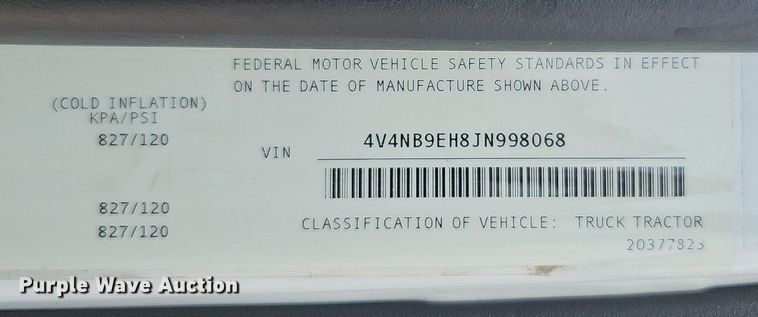 FEDERAL MOTOR VEHICLE SAFETY STANDARDS IN EFFECT
ON THE DATE OF MANUFACTURE SHOWN ABOVE.
(COLD INFLATION)
KPA/PSI
827/120
VIN 4V4NB9EH8JN998068
827/120
827/120
CLASSIFICATION OF VEHICLE: TRUCK TRACTOR
20377823
Purple Wave Auction